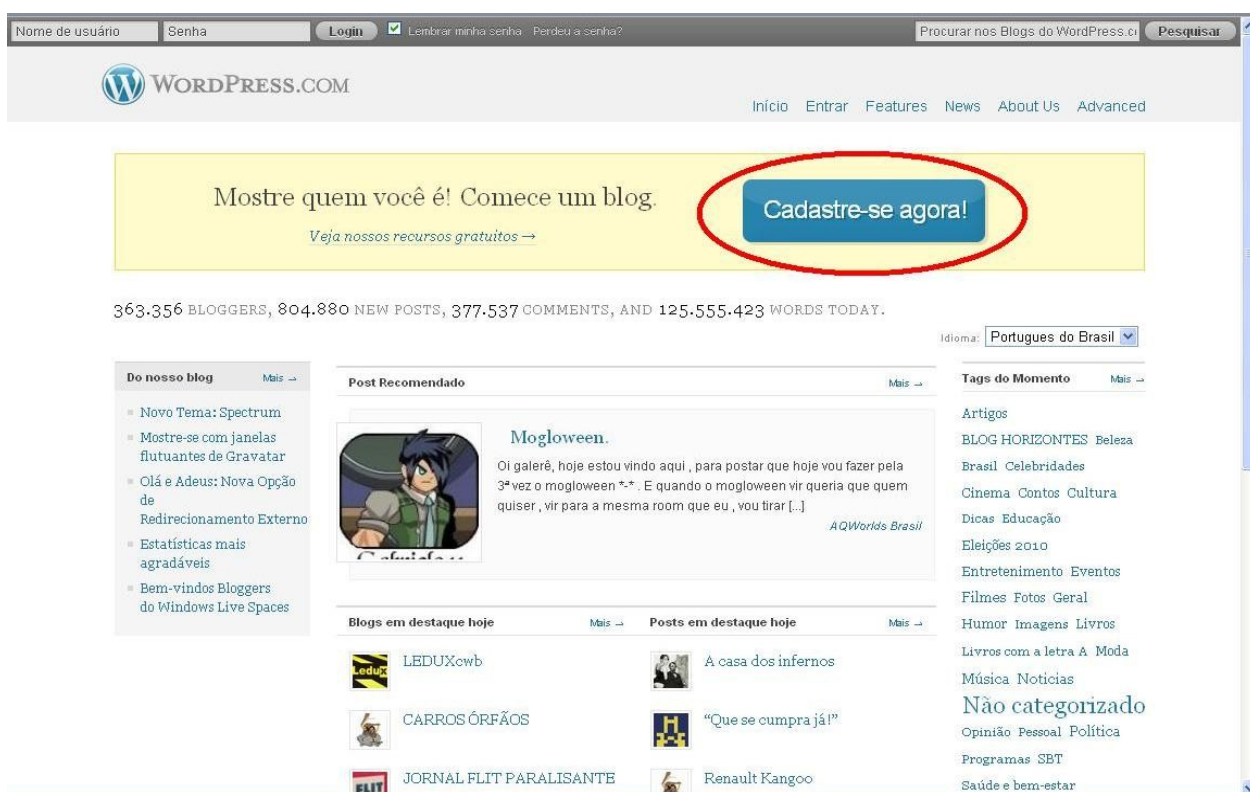 Nome de usuário Senha Login Lembrar minha senha Perdeu a senha? Procurar nos Blogs do WordPress.c Pesquisar
WORDPRESS.COM
Início Entrar Features News About Us Advanced
Mostre quem você é! Comece um blog.
Veja nossos recursos gratuitos →
Cadastre-se agora!
363.356 BLOGGERS, 804.880 NEW POSTS, 377.537 COMMENTS, AND 125.555.423 WORDS TODAY.
Idioma: Portugues do Brasil
Do nosso blog Mais →
Novo Tema: Spectrum
Mostre-se com janelas
flutuantes de Gravatar
Olá e Adeus: Nova Opção
de
Redirecionamento Externo
Estatísticas mais
agradáveis
Bem-vindos Bloggers
do Windows Live Spaces
Post Recomendado Mais →
Mogloween.
Oi galerê, hoje estou vindo aqui , para postar que hoje vou fazer pela
3ª vez o mogloween *-* . E quando o mogloween vir queria que quem
quiser , vir para a mesma room que eu , vou tirar [...]
AQWorlds Brasil
Blogs em destaque hoje Mais →
LEDUXcwb
Ledux
CARROS ÓRFÃOS
JORNAL FLIT PARALISANTE
FLIT
Posts em destaque hoje Mais →
A casa dos infernos
“Que se cumpra já!”
Renault Kangoo
Tags do Momento Mais →
Artigos
BLOG HORIZONTES Beleza
Brasil Celebridades
Cinema Contos Cultura
Dicas Educação
Eleições 2010
Entretenimento Eventos
Filmes Fotos Geral
Humor Imagens Livros
Livros com a letra A Moda
Música Noticias
Não categorizado
Opinião Pessoal Política
Programas SBT
Saúde e bem-estar